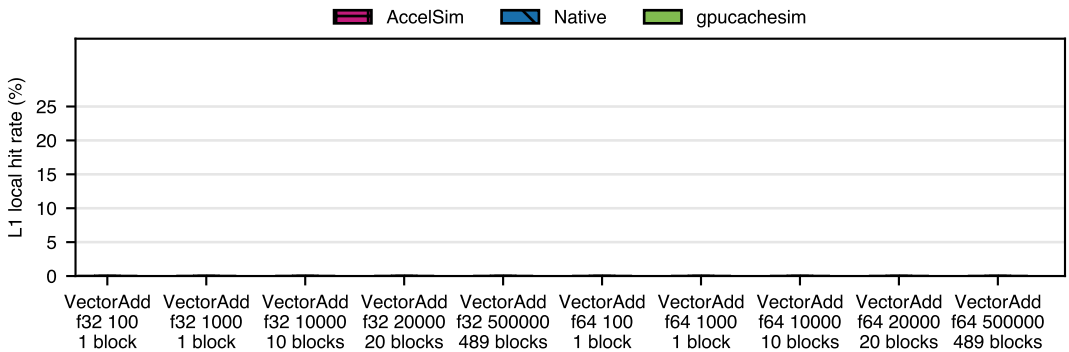 AccelSim Native gpucachesim
L1 local hit rate (%)
25
20
15
10
5
0
VectorAdd VectorAdd VectorAdd VectorAdd VectorAdd VectorAdd VectorAdd VectorAdd VectorAdd VectorAdd
f32 100 f32 1000 f32 10000 f32 20000 f32 500000 f64 100 f64 1000 f64 10000 f64 20000 f64 500000
1 block 1 block 10 blocks 20 blocks 489 blocks 1 block 1 block 10 blocks 20 blocks 489 blocks